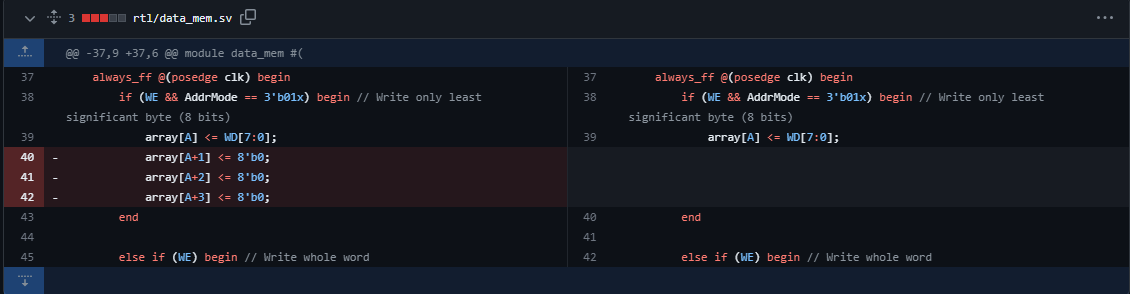 3 rtl/data_mem.sv
@@ -37,9 +37,6 @@ module data_mem #(
37 always_ff @(posedge clk) begin
38 if (WE && AddrMode == 3'b01x) begin // Write only least
significant byte (8 bits)
39 array[A] <= WD[7:0];
40 - array[A+1] <= 8'b0;
41 - array[A+2] <= 8'b0;
42 - array[A+3] <= 8'b0;
43 end
44
45 else if (WE) begin // Write whole word
37 always_ff @(posedge clk) begin
38 if (WE && AddrMode == 3'b01x) begin // Write only least
significant byte (8 bits)
39 array[A] <= WD[7:0];
40 end
41
42 else if (WE) begin // Write whole word